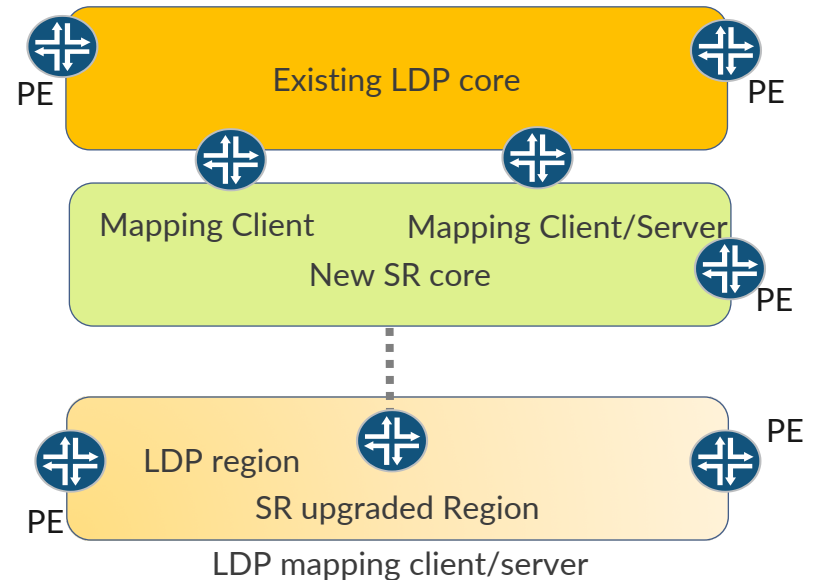 Existing LDP core
PE
PE
Mapping Client
Mapping Client/Server
New SR core
PE
PE
LDP region
SR upgraded Region
PE
LDP mapping client/server